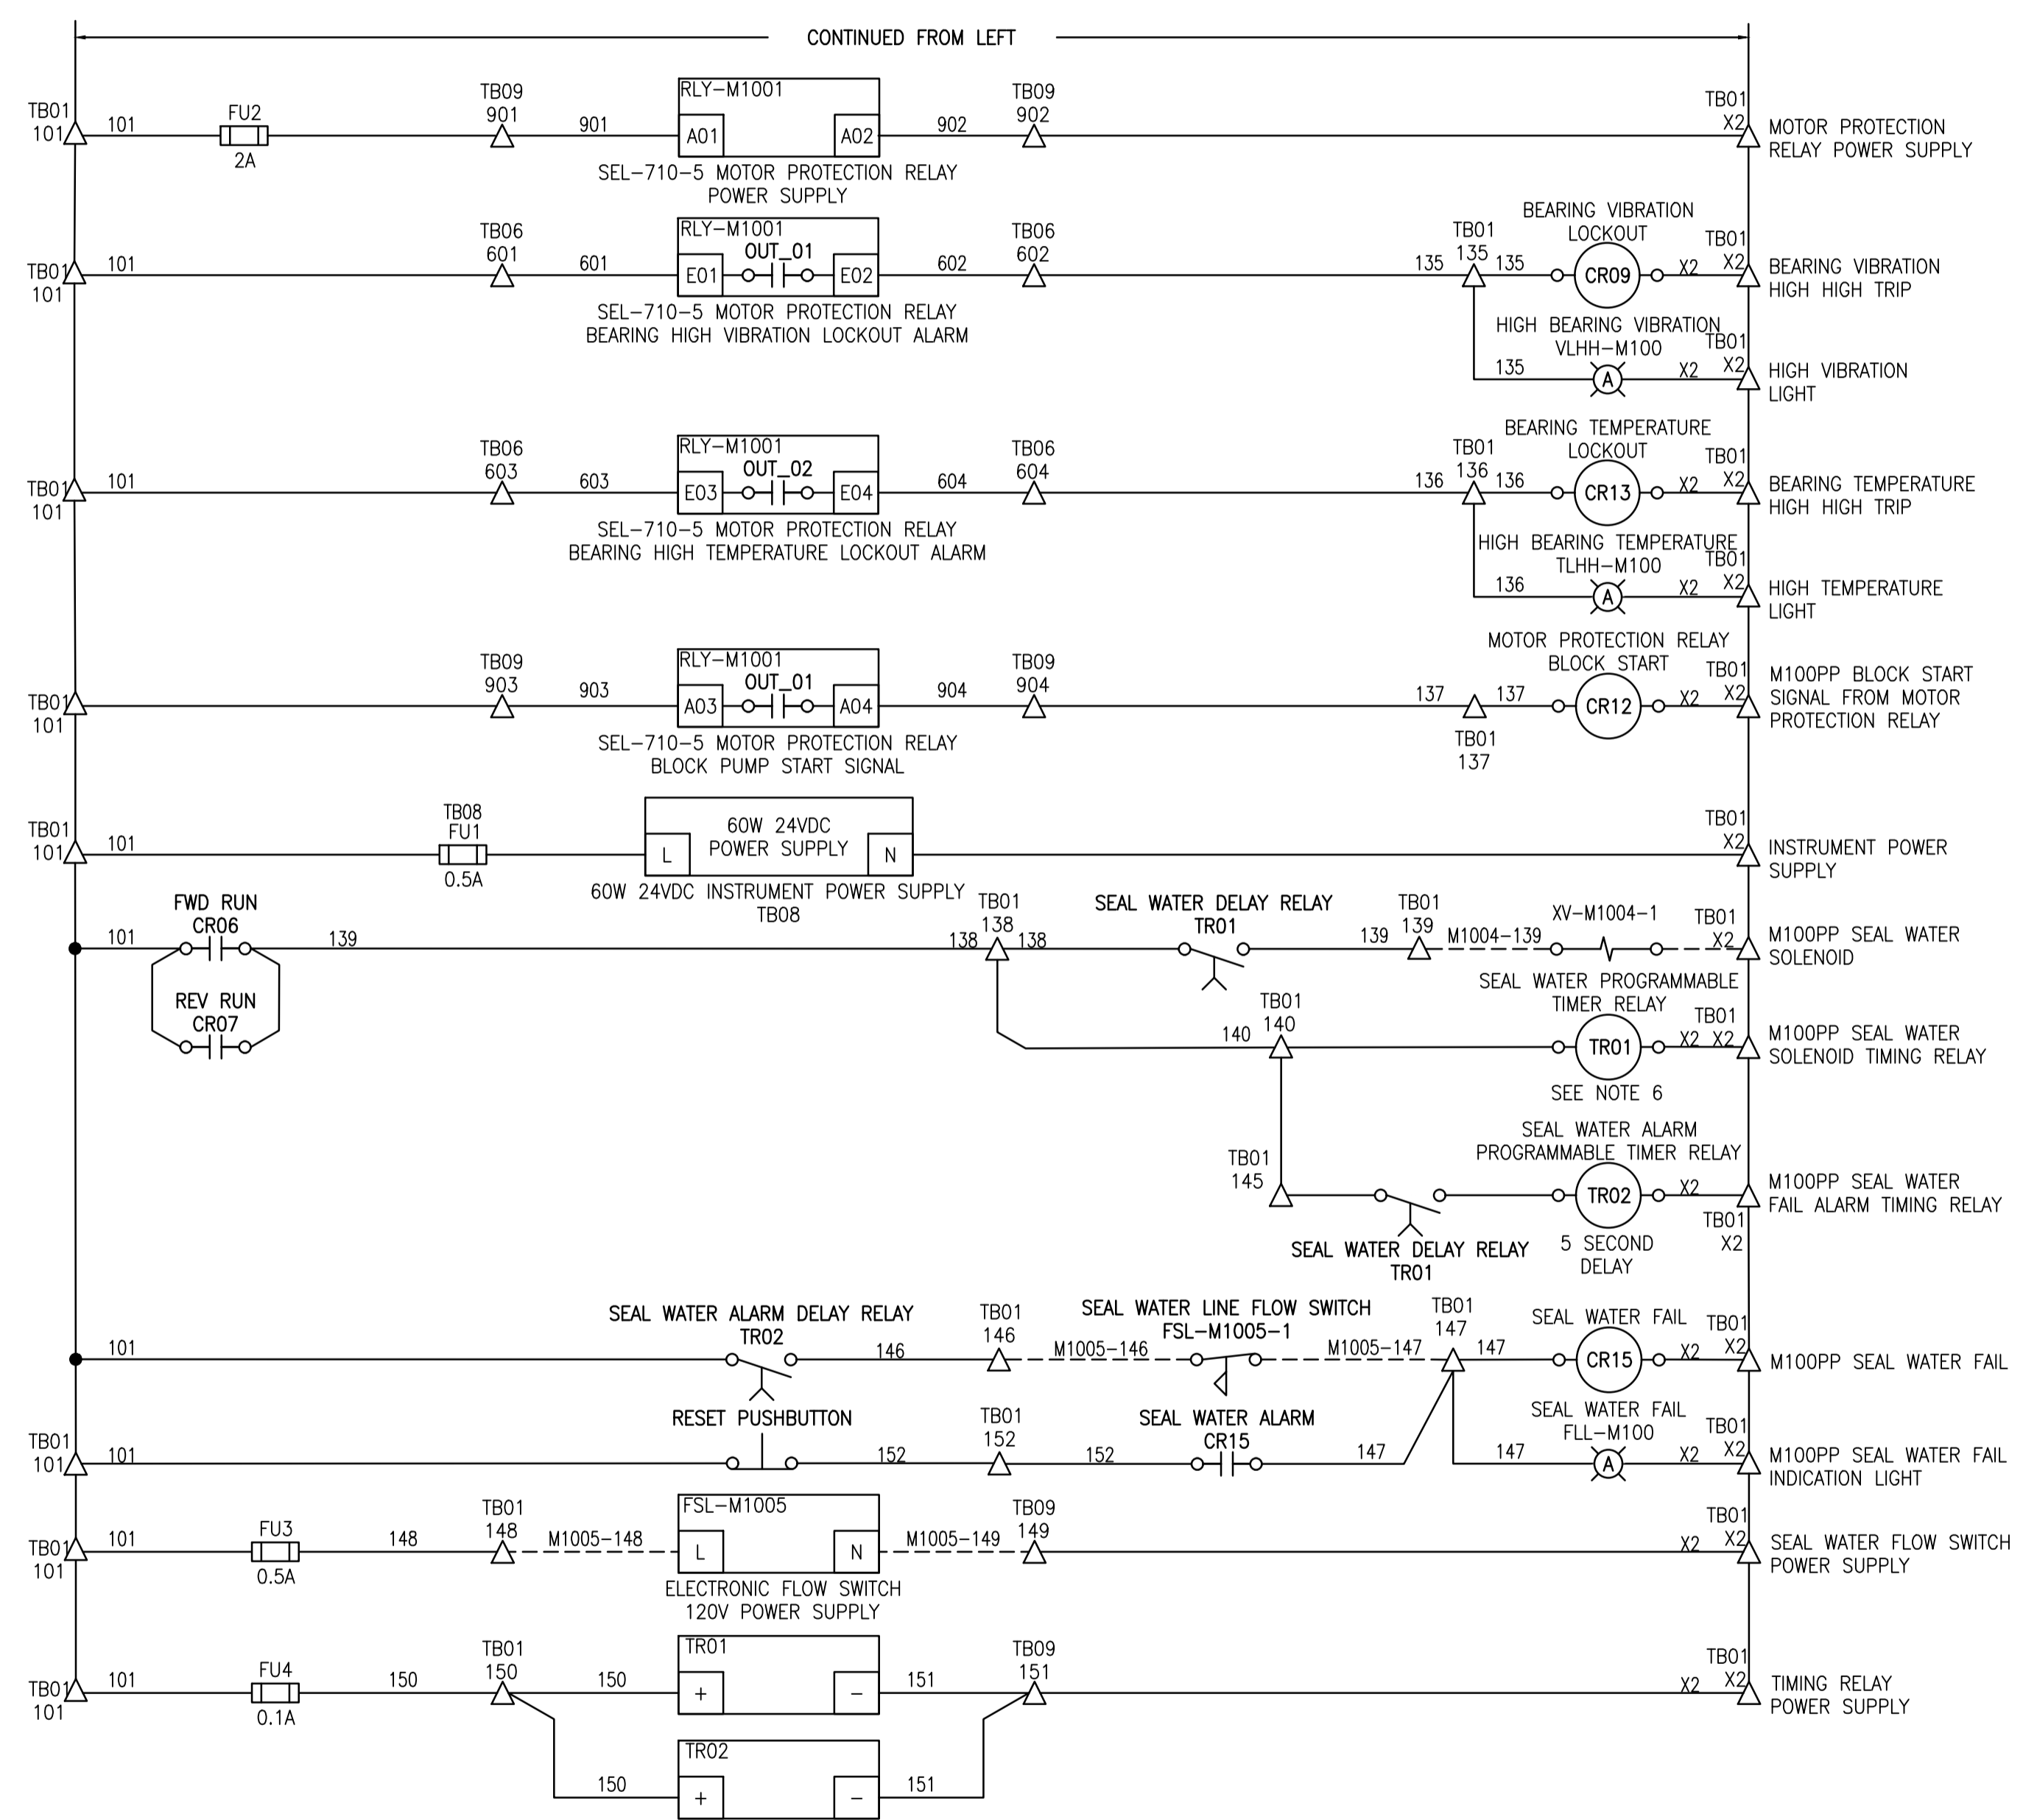 CONTINUED FROM LEFT
TB01
101
101
FU2
2A
TB09
901
901
RLY-M1001
A01
A02
902
TB09
902
TB01
X2
MOTOR PROTECTION
RELAY POWER SUPPLY
SEL-710-5 MOTOR PROTECTION RELAY
POWER SUPPLY
TB01
101
101
TB06
601
601
RLY-M1001
OUT_01
E01
E02
602
TB06
602
135
TB01
135
135
BEARING VIBRATION
LOCKOUT
CR09
X2
TB01
X2
BEARING VIBRATION
HIGH HIGH TRIP
SEL-710-5 MOTOR PROTECTION RELAY
BEARING HIGH VIBRATION LOCKOUT ALARM
HIGH BEARING VIBRATION
VLHH-M100
135
A
X2
TB01
X2
HIGH VIBRATION
LIGHT
TB01
101
101
TB06
603
603
RLY-M1001
OUT_02
E03
E04
604
TB06
604
136
TB01
136
136
BEARING TEMPERATURE
LOCKOUT
CR13
X2
TB01
X2
BEARING TEMPERATURE
HIGH HIGH TRIP
SEL-710-5 MOTOR PROTECTION RELAY
BEARING HIGH TEMPERATURE LOCKOUT ALARM
HIGH BEARING TEMPERATURE
TLHH-M100
136
A
X2
TB01
X2
HIGH TEMPERATURE
LIGHT
TB01
101
TB09
903
903
RLY-M1001
OUT_01
A03
A04
904
TB09
904
137
137
TB01
137
MOTOR PROTECTION RELAY
BLOCK START
CR12
X2
TB01
X2
M100PP BLOCK START
SIGNAL FROM MOTOR
PROTECTION RELAY
SEL-710-5 MOTOR PROTECTION RELAY
BLOCK PUMP START SIGNAL
TB01
101
101
TB08
FU1
0.5A
60W 24VDC
POWER SUPPLY
L
N
60W 24VDC INSTRUMENT POWER SUPPLY
TB08
TB01
X2
INSTRUMENT POWER
SUPPLY
101
FWD RUN
CR06
139
REV RUN
CR07
138
TB01
138
138
SEAL WATER DELAY RELAY
TR01
139
TB01
139
M1004-139
XV-M1004-1
TB01
X2
M100PP SEAL WATER
SOLENOID
140
TB01
140
SEAL WATER PROGRAMMABLE
TIMER RELAY
TR01
SEE NOTE 6
X2
TB01
X2
M100PP SEAL WATER
SOLENOID TIMING RELAY
TB01
145
SEAL WATER DELAY RELAY
TR01
SEAL WATER ALARM
PROGRAMMABLE TIMER RELAY
TR02
5 SECOND
DELAY
X2
TB01
X2
M100PP SEAL WATER
FAIL ALARM TIMING RELAY
101
SEAL WATER ALARM DELAY RELAY
TR02
146
TB01
146
M1005-146
SEAL WATER LINE FLOW SWITCH
FSL-M1005-1
M1005-147
TB01
147
147
SEAL WATER FAIL
CR15
X2
TB01
X2
M100PP SEAL WATER FAIL
TB01
101
101
RESET PUSHBUTTON
152
TB01
152
152
SEAL WATER ALARM
CR15
147
147
SEAL WATER FAIL
FLL-M100
A
X2
TB01
X2
M100PP SEAL WATER FAIL
INDICATION LIGHT
TB01
101
101
FU3
0.5A
148
TB01
148
M1005-148
FSL-M1005
L
N
M1005-149
TB09
149
X2
TB01
X2
SEAL WATER FLOW SWITCH
POWER SUPPLY
ELECTRONIC FLOW SWITCH
120V POWER SUPPLY
TB01
101
101
FU4
0.1A
150
TB01
150
150
TR01
+
-
151
TB09
151
X2
TB01
X2
TIMING RELAY
POWER SUPPLY
150
TR02
+
-
151